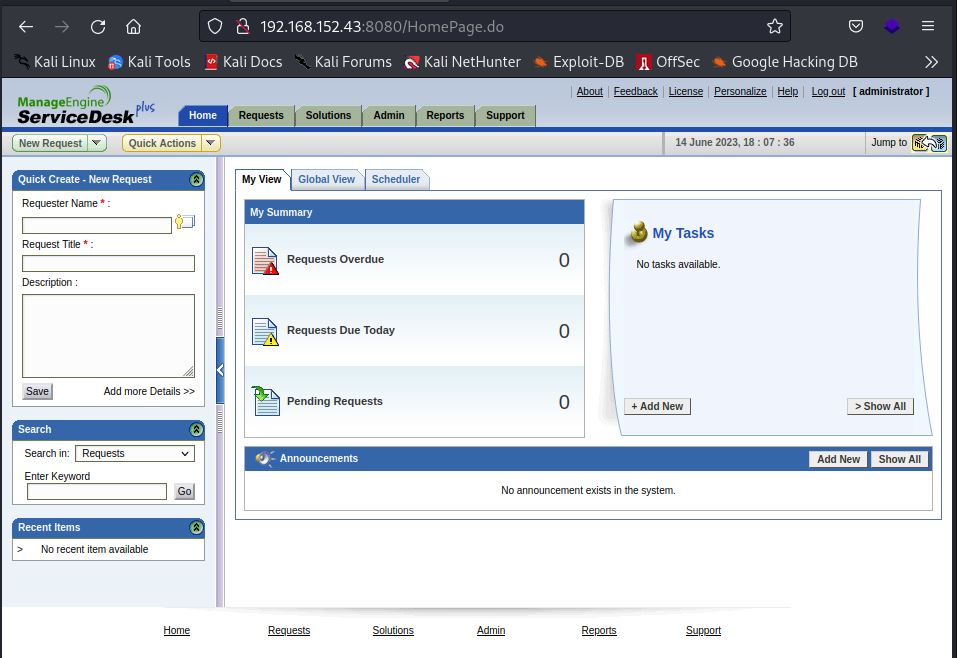 192.168.152.43:8080/HomePage.do
Kali Linux Kali Tools Kali Docs Kali Forums Kali NetHunter Exploit-DB OffSec Google Hacking DB
ManageEngine
ServiceDesk plus
About Feedback License Personalize Help Log out [ administrator ]
Home Requests Solutions Admin Reports Support
New Request Quick Actions 14 June 2023, 18 : 07 : 36 Jump to
Quick Create - New Request
Requester Name * :
Request Title * :
Description :
Save Add more Details >>
Search
Search in: Requests
Enter Keyword
Go
Recent Items
> No recent item available
My View Global View Scheduler
My Summary
Requests Overdue 0
Requests Due Today 0
Pending Requests 0
My Tasks
No tasks available.
+ Add New > Show All
Announcements Add New Show All
No announcement exists in the system.
Home Requests Solutions Admin Reports Support